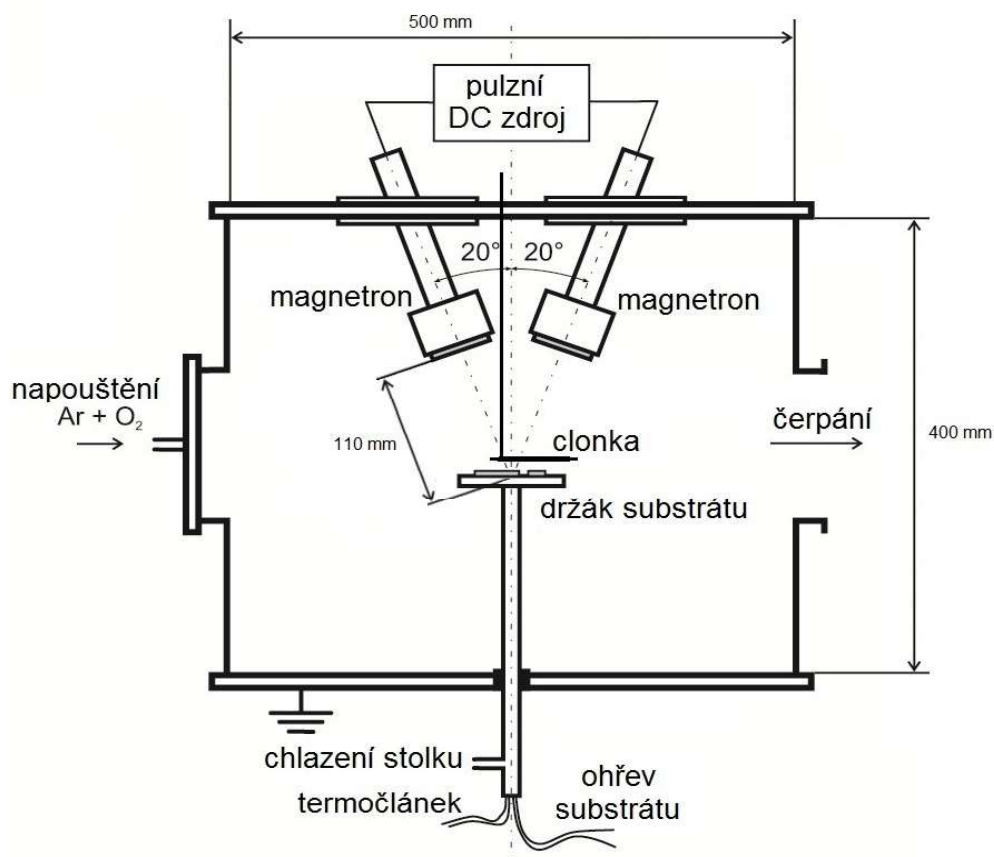 500 mm
pulzní
DC zdroj
20° 20°
magnetron
magnetron
napouštění
Ar + O₂
110 mm
clonka
čerpání
400 mm
držák substrátu
chlazení stolku
termočlánek
ohřev
substrátu